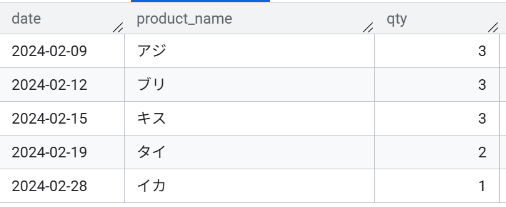 date product_name qty
2024-02-09 アジ 3
2024-02-12 ブリ 3
2024-02-15 キス 3
2024-02-19 タイ 2
2024-02-28 イカ 1